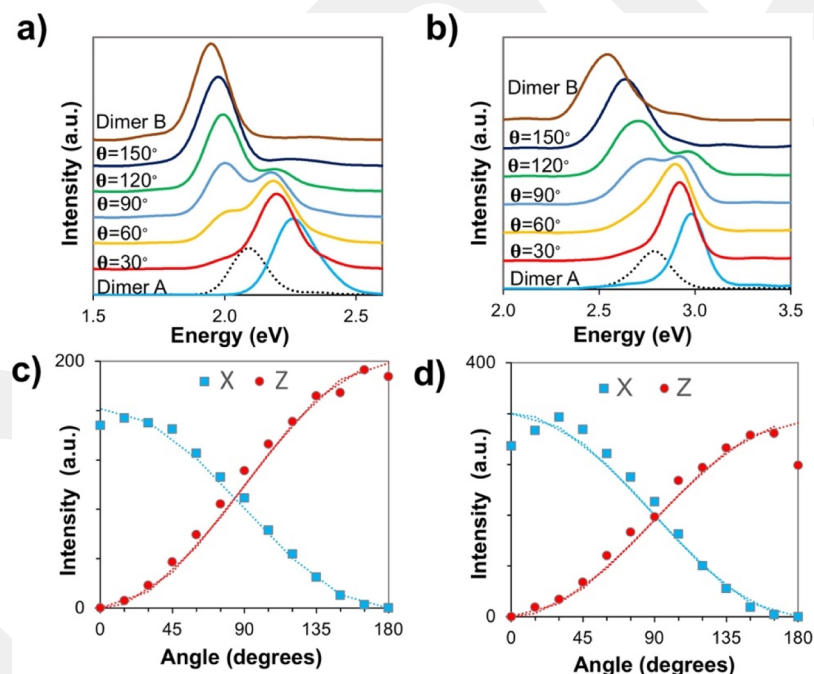 a)
Intensity (a.u.)
Dimer B
θ=150°
θ=120°
θ=90°
θ=60°
θ=30°
Dimer A
1.5 2.0 2.5
Energy (eV)
b)
Intensity (a.u.)
Dimer B
θ=150°
θ=120°
θ=90°
θ=60°
θ=30°
Dimer A
2.0 2.5 3.0 3.5
Energy (eV)
c)
200
X Z
Intensity (a.u.)
0
0 45 90 135 180
Angle (degrees)
d)
400
X Z
Intensity (a.u.)
0
0 45 90 135 180
Angle (degrees)